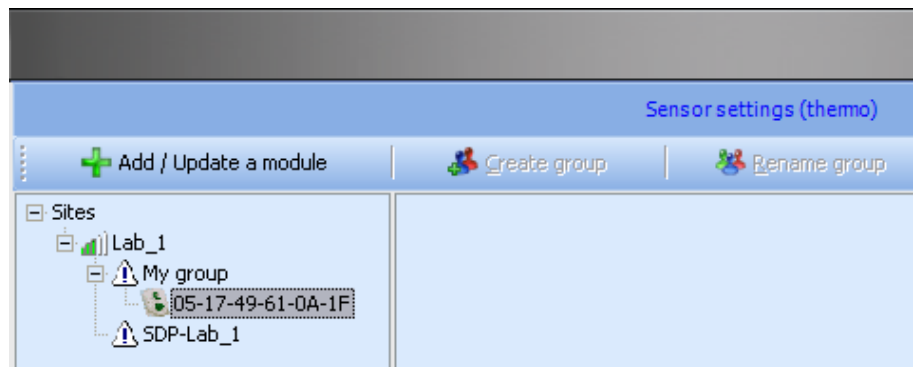 Sensor settings (thermo)
Add / Update a module
Create group
Rename group
Sites
Lab_1
My group
05-17-49-61-0A-1F
SDP-Lab_1